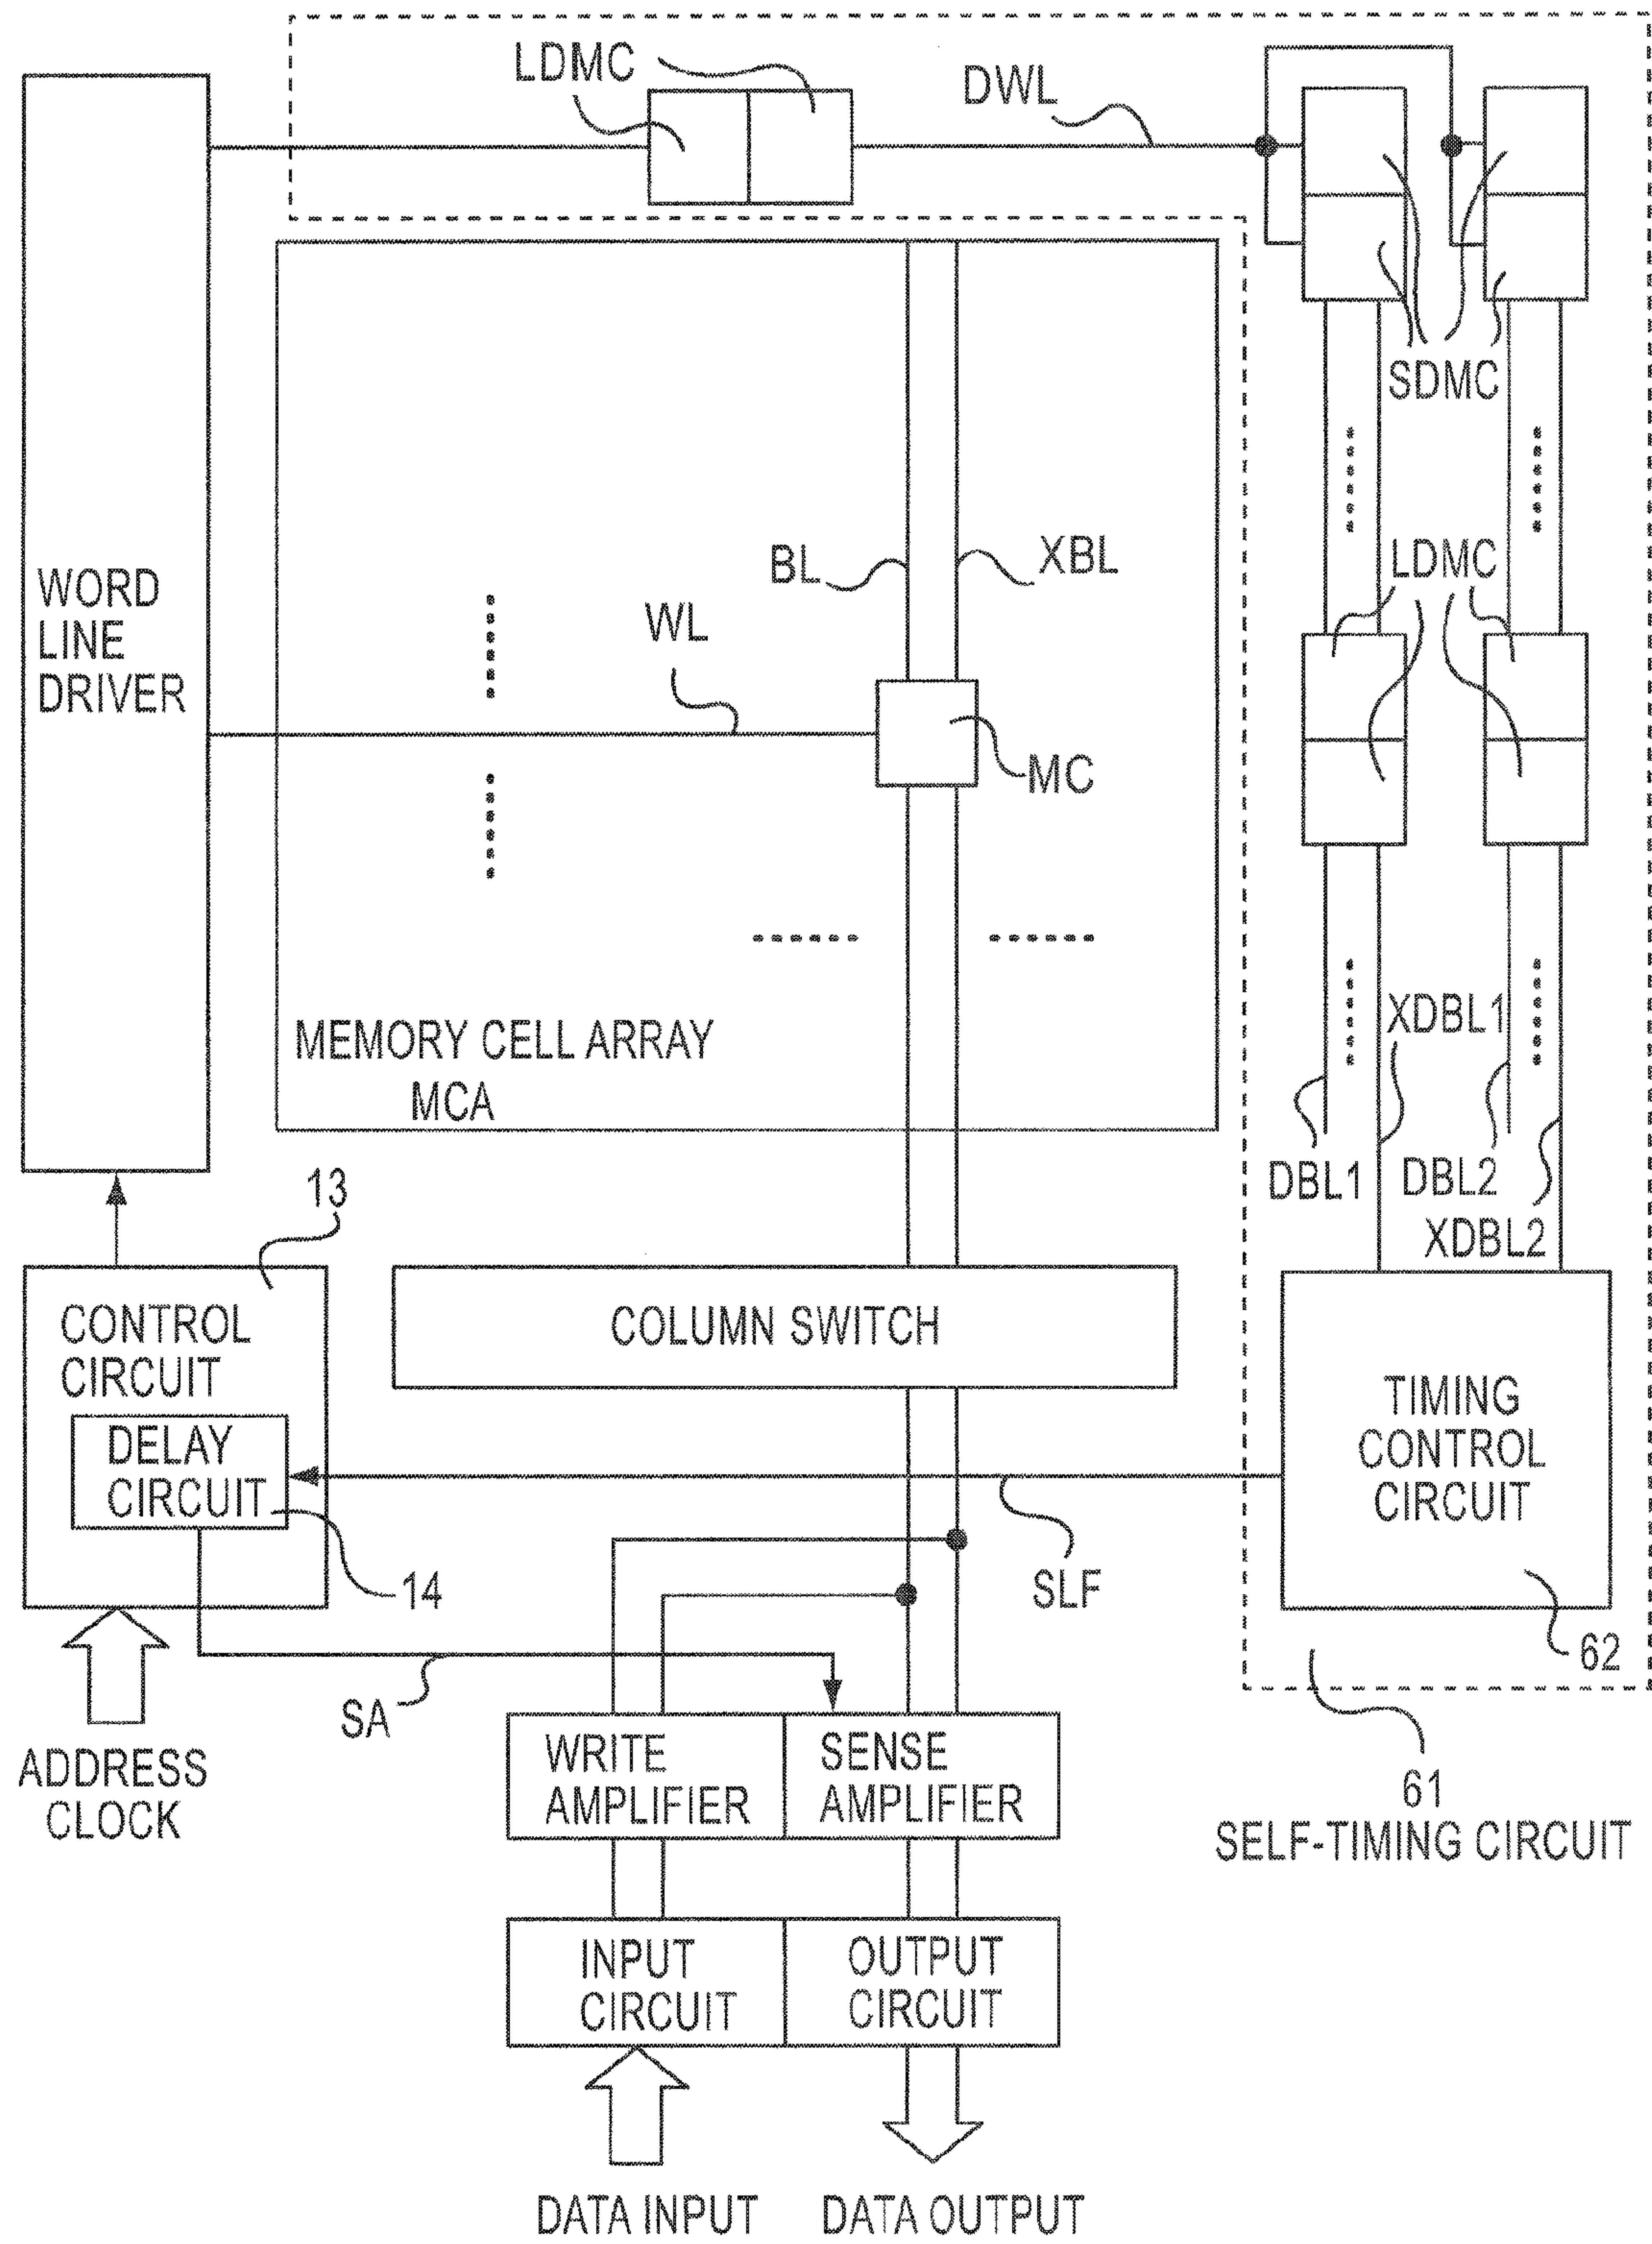 LDMC
DWL
SDMC
WORD
LINE
DRIVER
BL
XBL
WL
LDMC
MC
MEMORY CELL ARRAY
MCA
XDBL1
DBL1
DBL2
XDBL2
13
CONTROL
CIRCUIT
DELAY
CIRCUIT
14
COLUMN SWITCH
TIMING
CONTROL
CIRCUIT
SLF
62
SA
ADDRESS
CLOCK
WRITE
AMPLIFIER
SENSE
AMPLIFIER
61
SELF-TIMING CIRCUIT
INPUT
CIRCUIT
OUTPUT
CIRCUIT
DATA INPUT
DATA OUTPUT